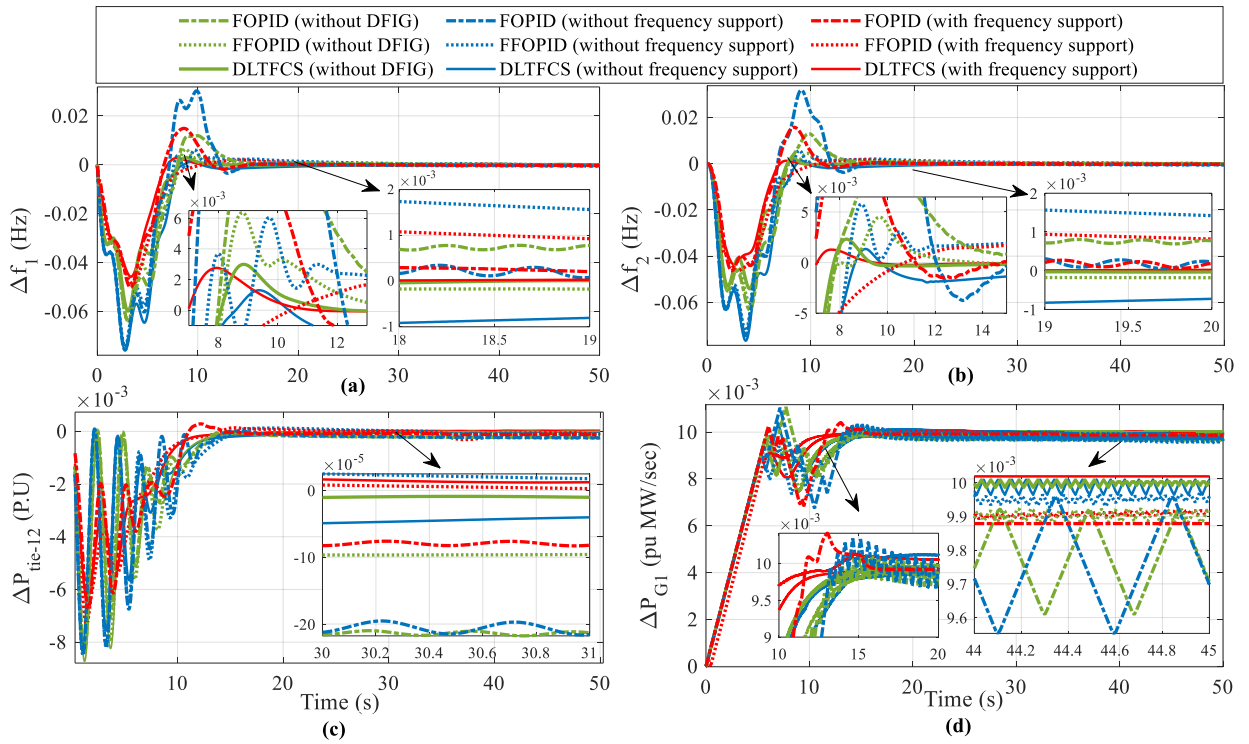 FOPID (without DFIG) FOPID (without frequency support) FOPID (with frequency support)
FFOPID (without DFIG) FFOPID (without frequency support) FFOPID (with frequency support)
DLTFCS (without DFIG) DLTFCS (without frequency support) DLTFCS (with frequency support)
Δf1 (Hz)
0.02
0
-0.02
-0.04
-0.06
0 10 20 30 40 50
×10-3
6
4
2
0
8 10 12
×10-3
2
1
0
-1
18 18.5 19
(a)
Δf2 (Hz)
0.02
0
-0.02
-0.04
-0.06
0 10 20 30 40 50
×10-3
5
0
-5
8 10 12 14
×10-3
2
1
0
-1
19 19.5 20
(b)
ΔPtie-12 (P.U)
×10-3
0
-2
-4
-6
-8
10 20 30 40 50
×10-5
0
-10
-20
30 30.2 30.4 30.6 30.8 31
Time (s)
(c)
ΔPG1 (pu MW/sec)
×10-3
10
8
6
4
2
0
0 10 20 30 40 50
×10-3
10
9.5
9
10 15 20
×10-3
10
9.9
9.8
9.7
9.6
44 44.2 44.4 44.6 44.8 45
Time (s)
(d)